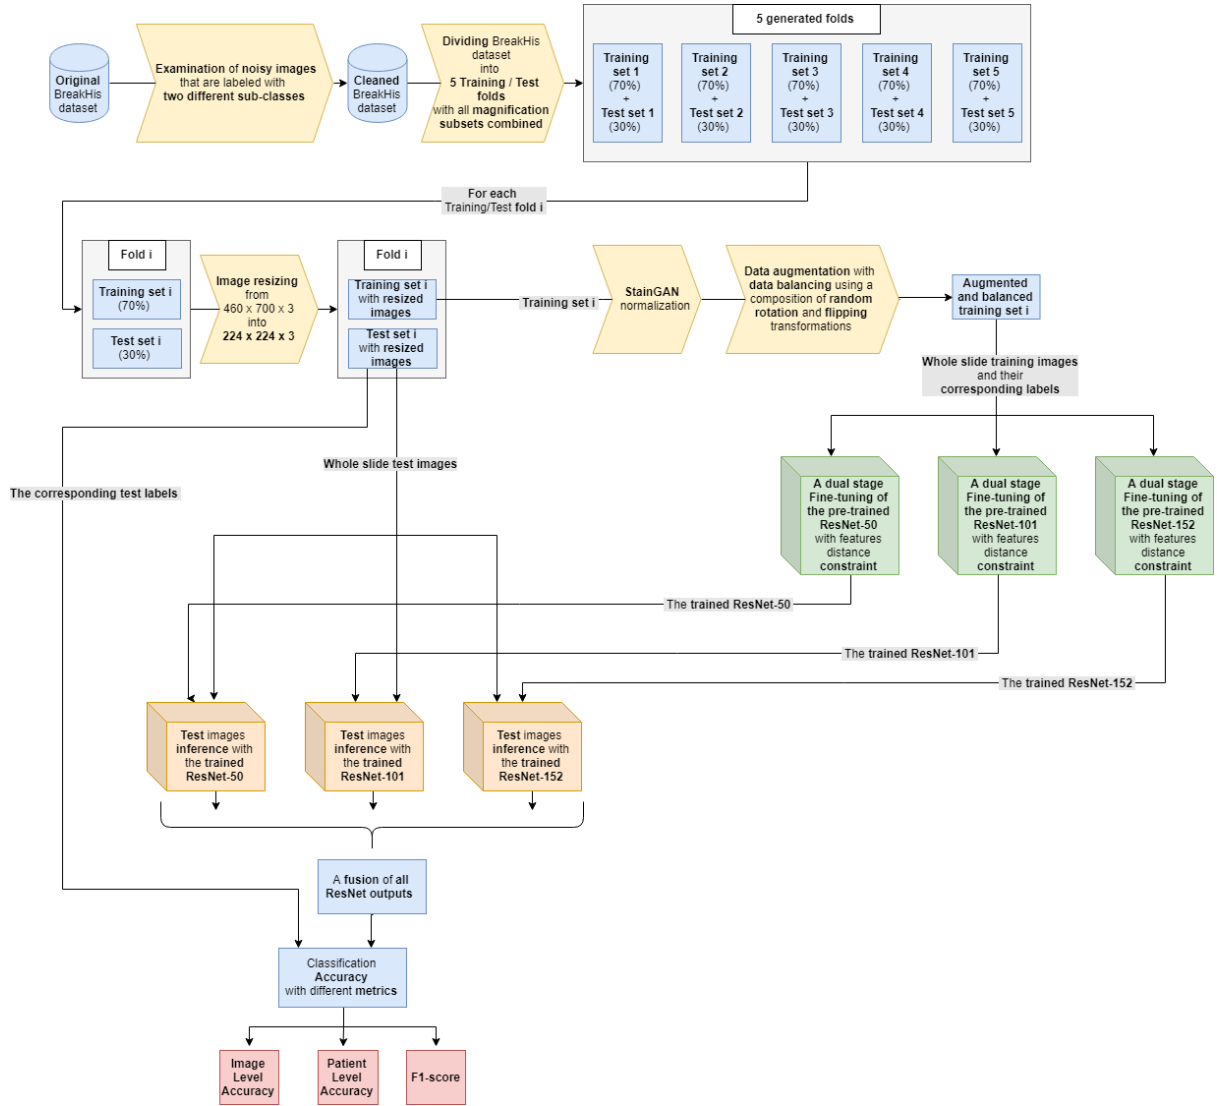 Original
BreakHis
dataset
Examination of noisy images
that are labeled with
two different sub-classes
Cleaned
BreakHis
dataset
Dividing BreakHis
dataset
into
5 Training / Test
folds
with all magnification
subsets combined
5 generated folds
Training
set 1
(70%)
+
Test set 1
(30%)
Training
set 2
(70%)
+
Test set 2
(30%)
Training
set 3
(70%)
+
Test set 3
(30%)
Training
set 4
(70%)
+
Test set 4
(30%)
Training
set 5
(70%)
+
Test set 5
(30%)
For each
Training/Test fold i
Fold i
Training set i
(70%)
Test set i
(30%)
Image resizing
from
460 x 700 x 3
into
224 x 224 x 3
Fold i
Training set i
with resized
images
Test set i
with resized
images
Training set i
StainGAN
normalization
Data augmentation with
data balancing using a
composition of random
rotation and flipping
transformations
Augmented
and balanced
training set i
Whole slide training images
and their
corresponding labels
Whole slide test images
The corresponding test labels
A dual stage
Fine-tuning of
the pre-trained
ResNet-50
with features
distance
constraint
A dual stage
Fine-tuning of
the pre-trained
ResNet-101
with features
distance
constraint
A dual stage
Fine-tuning of
the pre-trained
ResNet-152
with features
distance
constraint
The trained ResNet-50
The trained ResNet-101
The trained ResNet-152
Test images
inference with
the trained
ResNet-50
Test images
inference with
the trained
ResNet-101
Test images
inference with
the trained
ResNet-152
A fusion of all
ResNet outputs
Classification
Accuracy
with different metrics
Image
Level
Accuracy
Patient
Level
Accuracy
F1-score